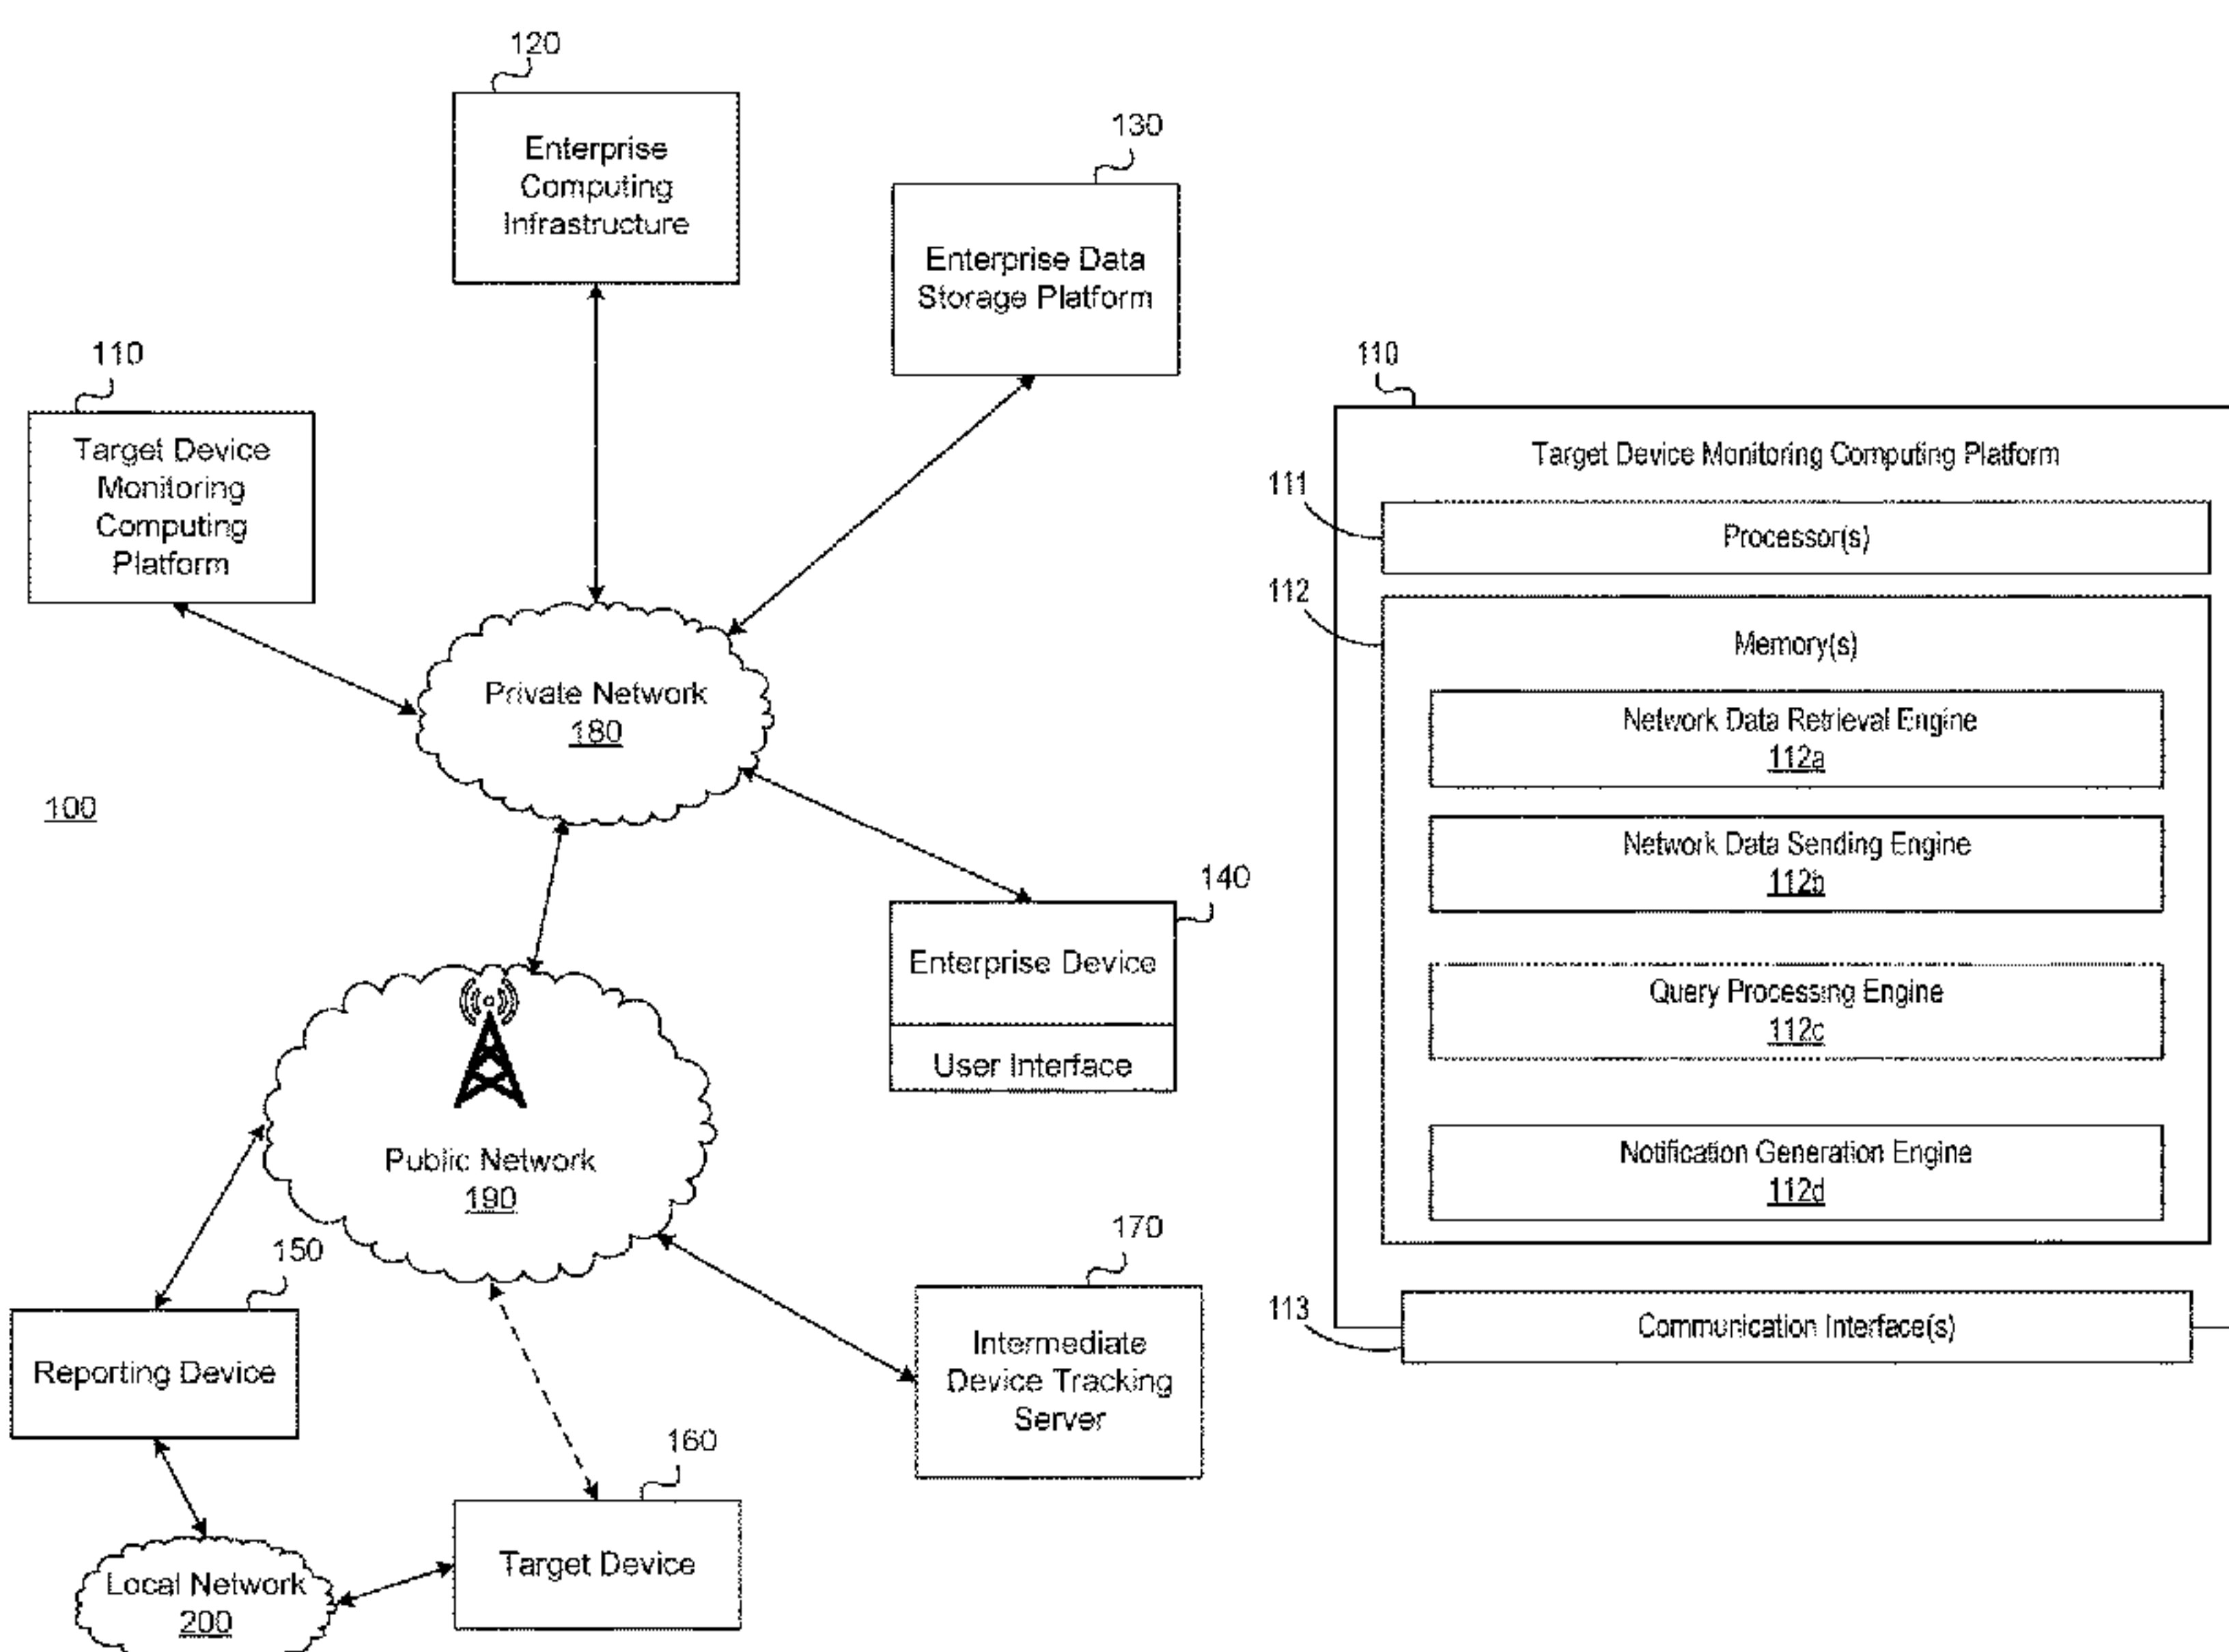 120
Enterprise
Computing
Infrastructure
130
Enterprise Data
Storage Platform
110
Target Device
Monitoring
Computing
Platform
Private Network
180
100
140
Enterprise Device
User Interface
Public Network
190
150
Reporting Device
170
Intermediate
Device Tracking
Server
160
Target Device
Local Network
200
110
Target Device Monitoring Computing Platform
111
Processor(s)
112
Memory(s)
Network Data Retrieval Engine
112a
Network Data Sending Engine
112b
Query Processing Engine
112c
Notification Generation Engine
112d
113
Communication Interface(s)